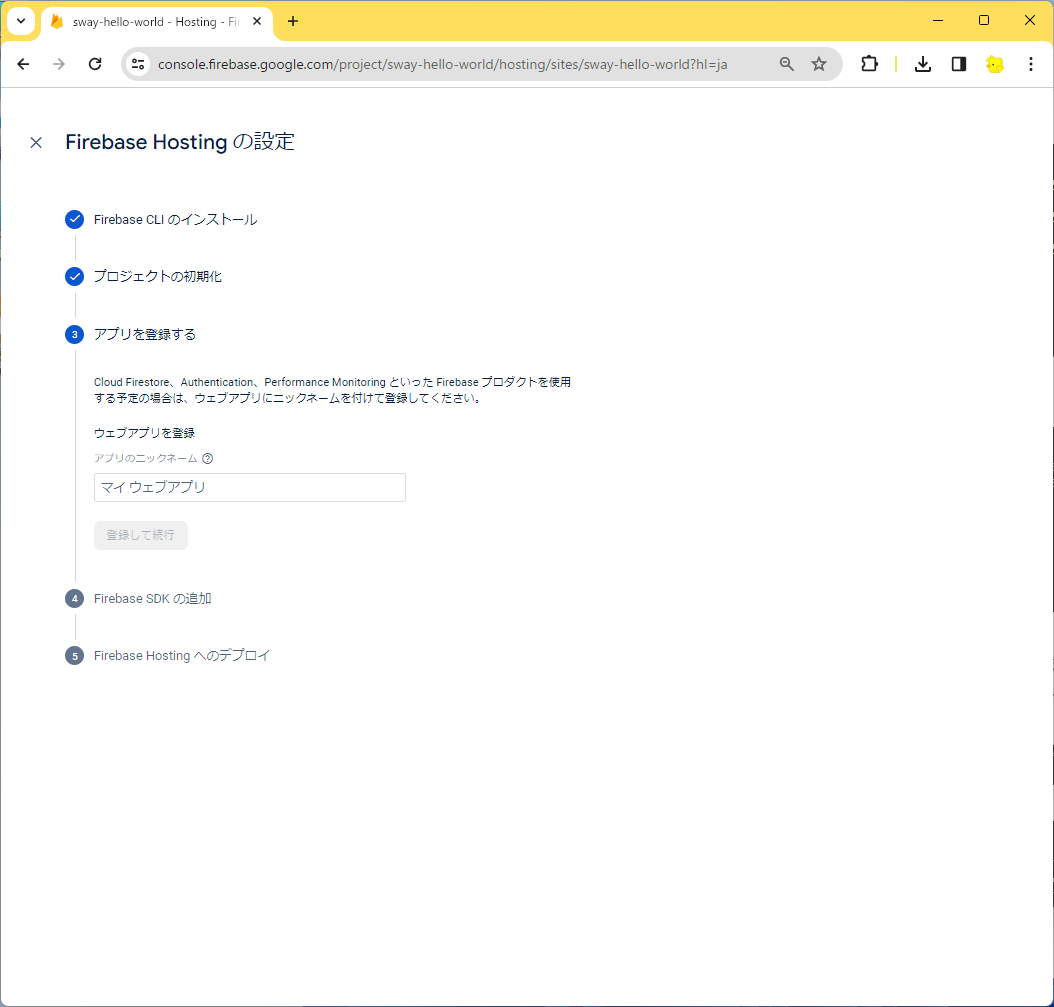 sway-hello-world - Hosting - Fi
console.firebase.google.com/project/sway-hello-world/hosting/sites/sway-hello-world?hl=ja
Firebase Hosting の設定
Firebase CLI のインストール
プロジェクトの初期化
3 アプリを登録する
Cloud Firestore、Authentication、Performance Monitoring といった Firebase プロダクトを使用
する予定の場合は、ウェブアプリにニックネームを付けて登録してください。
ウェブアプリを登録
アプリのニックネーム ?
マイ ウェブアプリ
登録して続行
4 Firebase SDK の追加
5 Firebase Hosting へのデプロイ